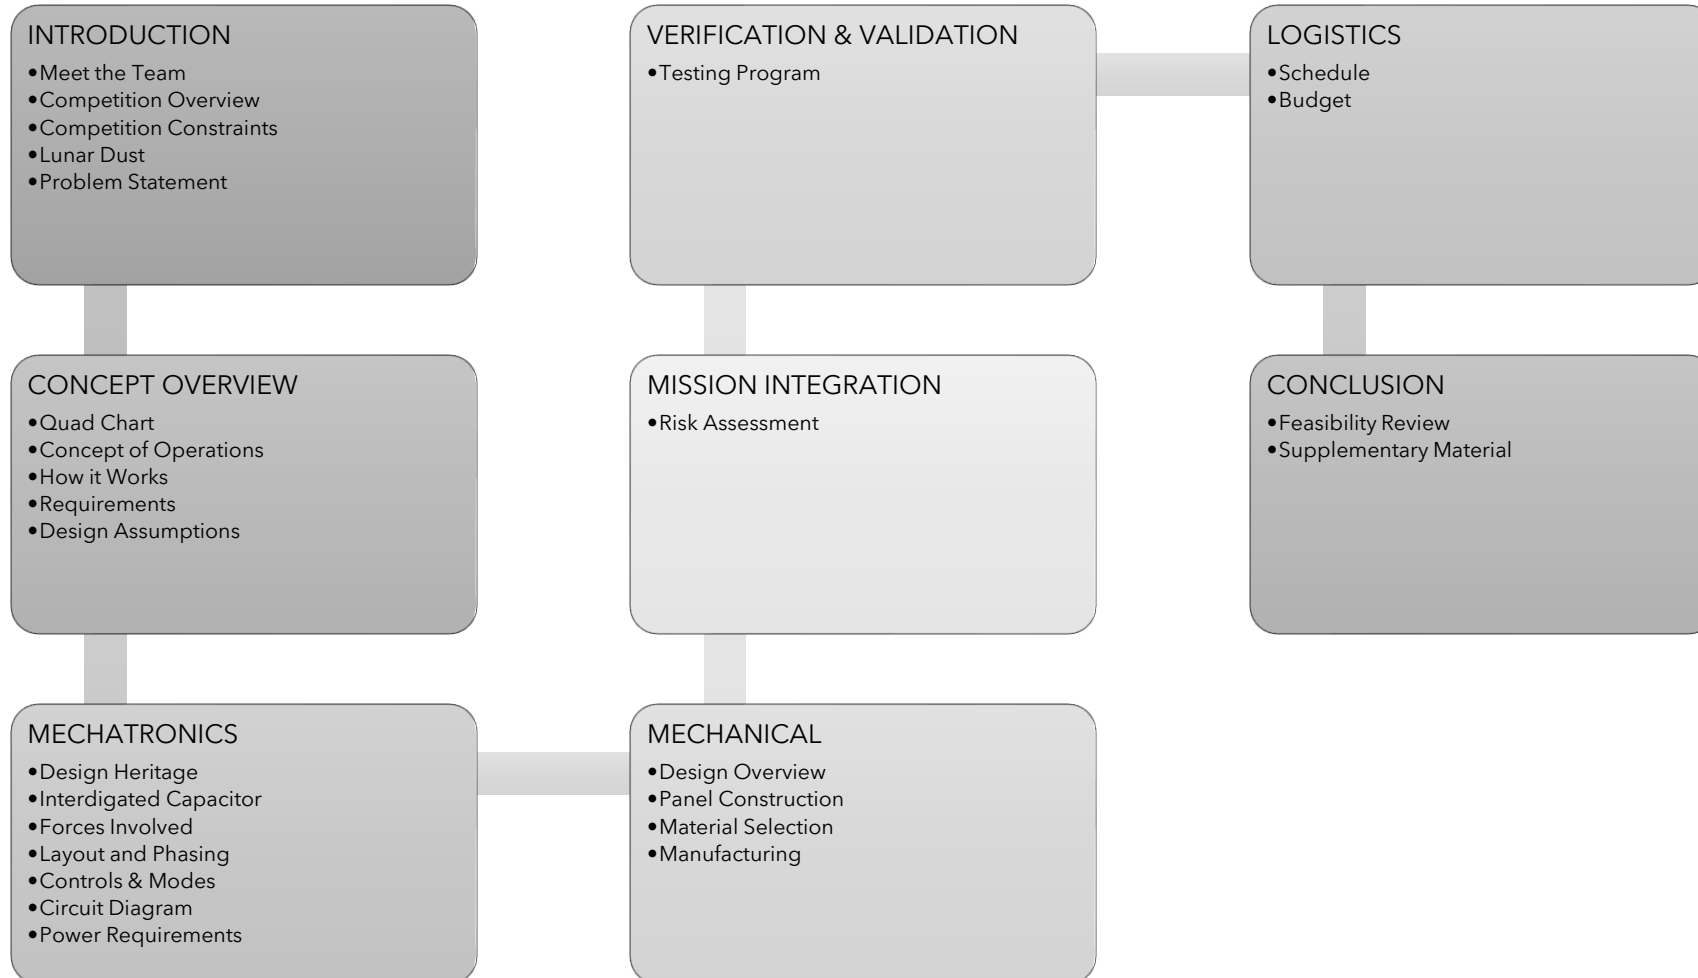 INTRODUCTION
•Meet the Team
•Competition Overview
•Competition Constraints
•Lunar Dust
•Problem Statement
CONCEPT OVERVIEW
•Quad Chart
•Concept of Operations
•How it Works
•Requirements
•Design Assumptions
MECHATRONICS
•Design Heritage
•Interdigated Capacitor
•Forces Involved
•Layout and Phasing
•Controls & Modes
•Circuit Diagram
•Power Requirements
MECHANICAL
•Design Overview
•Panel Construction
•Material Selection
•Manufacturing
MISSION INTEGRATION
•Risk Assessment
VERIFICATION & VALIDATION
•Testing Program
LOGISTICS
•Schedule
•Budget
CONCLUSION
•Feasibility Review
•Supplementary Material